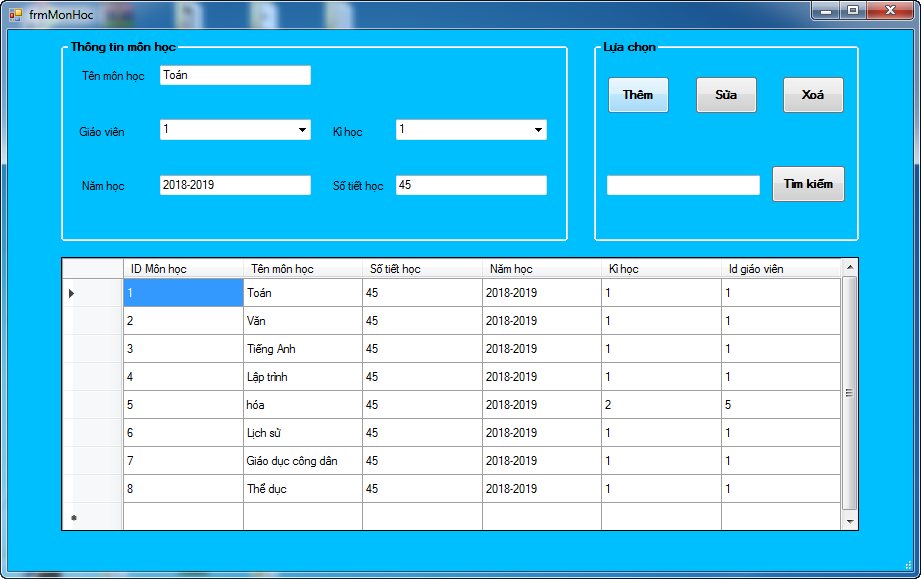 frmMonHoc
Thông tin môn học
Lựa chọn
Tên môn học Toán
Thêm Sửa Xoá
Giáo viên 1 Kì học 1
Năm học 2018-2019 Số tiết học 45
Tìm kiếm
ID Môn học Tên môn học Số tiết học Năm học Kì học Id giáo viên
1 Toán 45 2018-2019 1 1
2 Văn 45 2018-2019 1 1
3 Tiếng Anh 45 2018-2019 1 1
4 Lập trình 45 2018-2019 1 1
5 hóa 45 2018-2019 2 5
6 Lịch sử 45 2018-2019 1 1
7 Giáo dục công dân 45 2018-2019 1 1
8 Thể dục 45 2018-2019 1 1